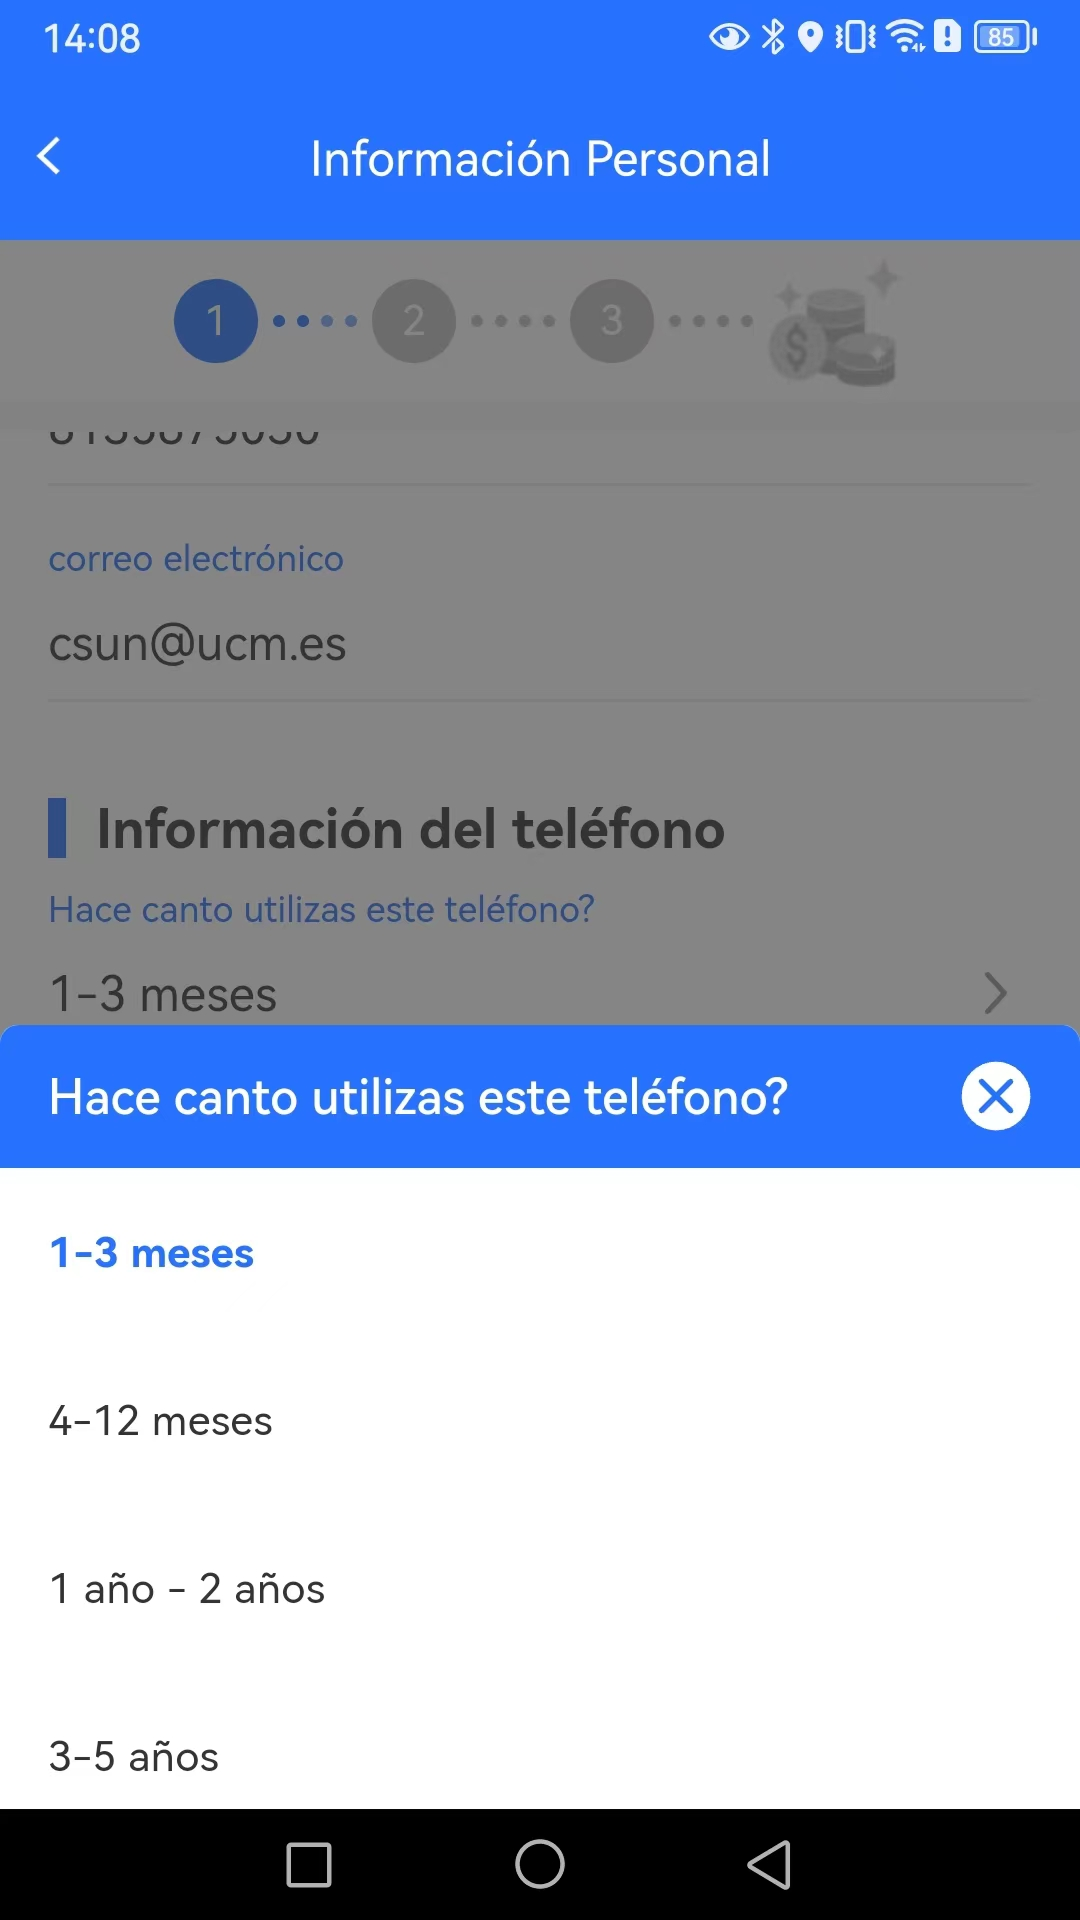 14:08
85
Información Personal
1
2
3
correo electrónico
csun@ucm.es
Información del teléfono
Hace canto utilizas este teléfono?
1-3 meses
Hace canto utilizas este teléfono?
1-3 meses
4-12 meses
1 año - 2 años
3-5 años